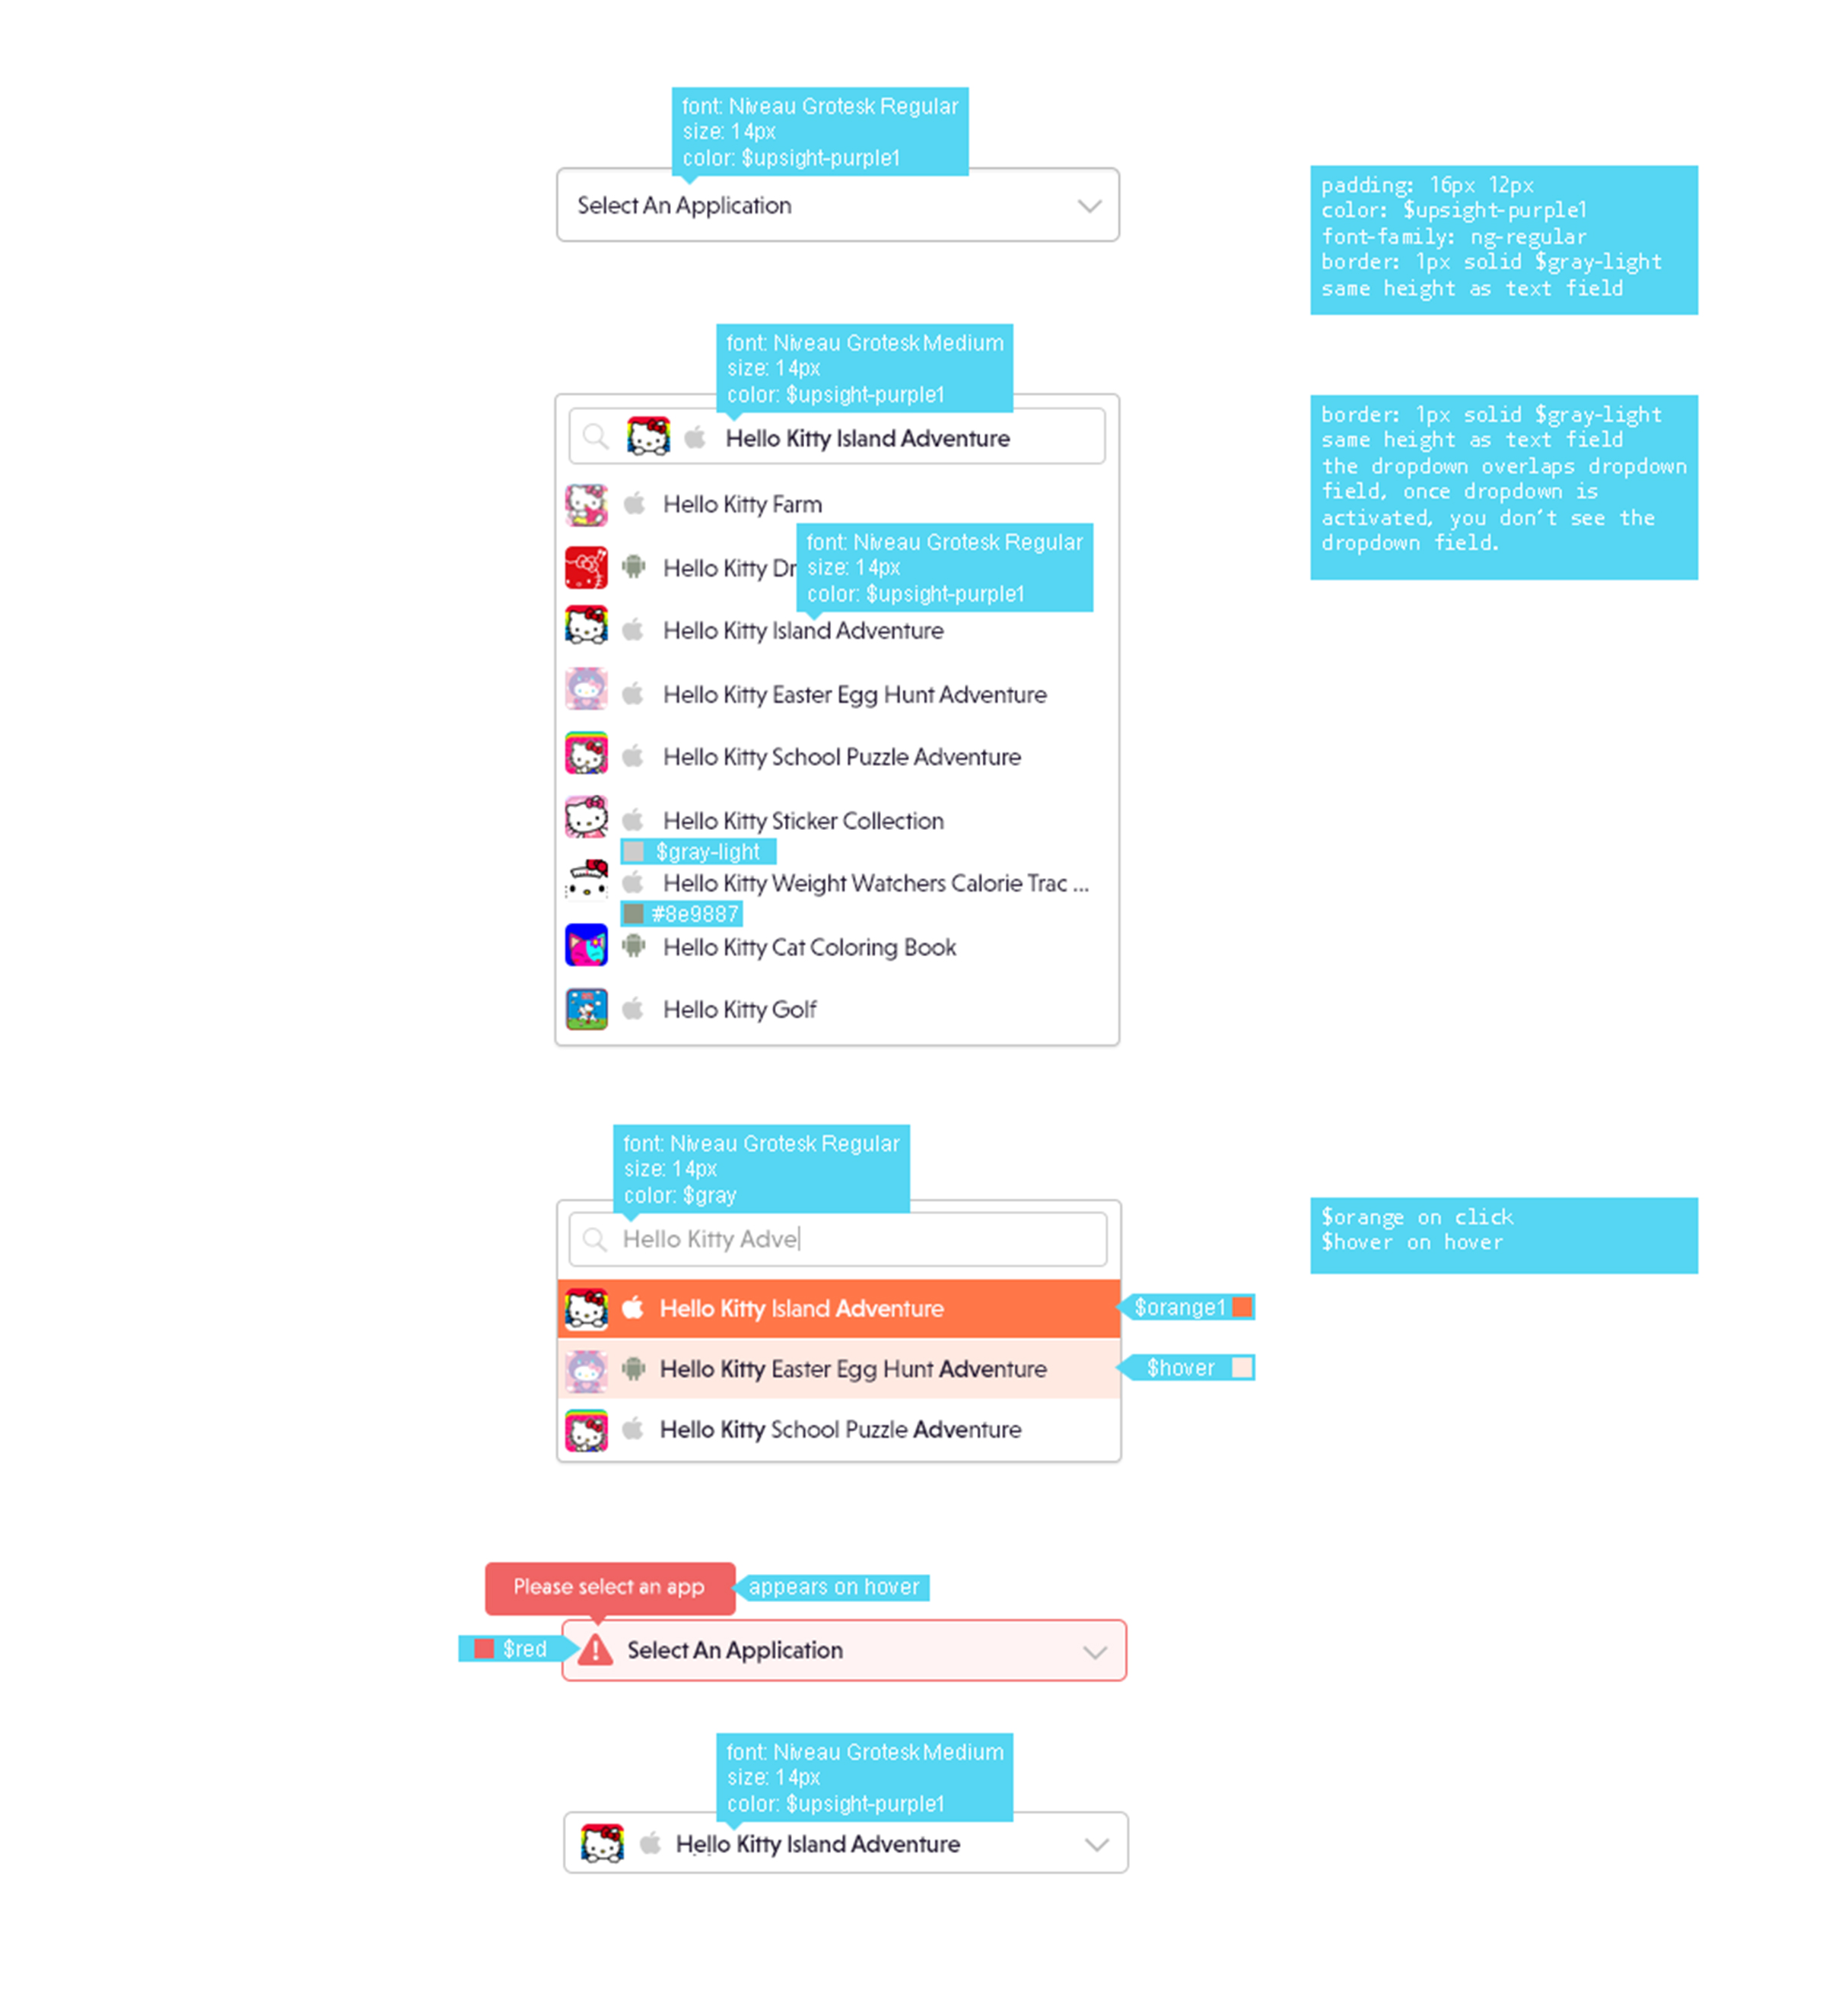 font: Niveau Grotesk Regular
size: 14px
color: $upsight-purple1
Select An Application
padding: 16px 12px
color: $upsight-purple1
font-family: ng-regular
border: 1px solid $gray-light
same height as text field
font: Niveau Grotesk Medium
size: 14px
color: $upsight-purple1
Hello Kitty Island Adventure
border: 1px solid $gray-light
same height as text field
the dropdown overlaps dropdown
field, once dropdown is
activated, you don't see the
dropdown field.
Hello Kitty Farm
font: Niveau Grotesk Regular
size: 14px
color: $upsight-purple1
Hello Kitty
Hello Kitty Island Adventure
Hello Kitty Easter Egg Hunt Adventure
Hello Kitty School Puzzle Adventure
Hello Kitty Sticker Collection
$gray-light
Hello Kitty Weight Watchers Calorie Trac ...
#8e9887
Hello Kitty Cat Coloring Book
Hello Kitty Golf
font: Niveau Grotesk Regular
size: 14px
color: $gray
Hello Kitty Adve
$orange on click
$hover on hover
Hello Kitty Island Adventure
$orange1
Hello Kitty Easter Egg Hunt Adventure
$hover
Hello Kitty School Puzzle Adventure
Please select an app
appears on hover
$red
Select An Application
font: Niveau Grotesk Medium
size: 14px
color: $upsight-purple1
Hello Kitty Island Adventure